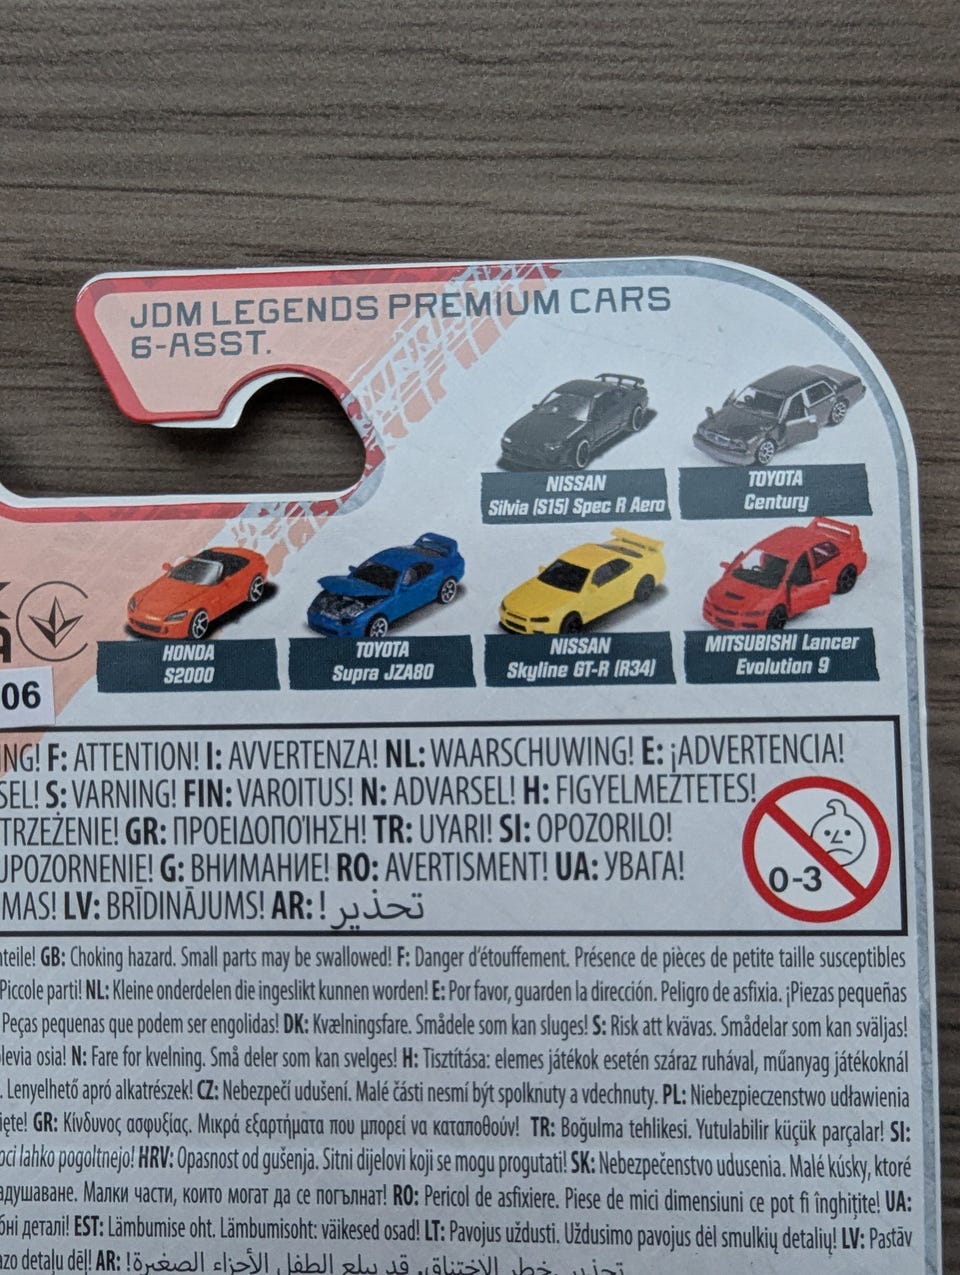 JDM LEGENDS PREMIUM CARS
6-ASST.
NISSAN
Silvia (S15) Spec R Aero
TOYOTA
Century
HONDA
S2000
TOYOTA
Supra JZA80
NISSAN
Skyline GT-R (R34)
MITSUBISHI Lancer
Evolution 9
06
ING! F: ATTENTION! I: AVVERTENZA! NL: WAARSCHUWING! E: ¡ADVERTENCIA!
SEL! S: VARNING! FIN: VAROITUS! N: ADVARSEL! H: FIGYELMEZTETES!
TRZEŻENIE! GR: ΠΡΟΕΙΔΟΠΟΊΗΣΗ! TR: UYARI! SI: OPOZORILO!
UPOZORNENIE! G: ВНИМАНИЕ! RO: AVERTISMENT! UA: УВАГА!
MAS! LV: BRĪDINĀJUMS! AR: تحذير!
0-3
nteile! GB: Choking hazard. Small parts may be swallowed! F: Danger d'étouffement. Présence de pièces de petite taille susceptibles
Piccole parti! NL: Kleine onderdelen die ingeslikt kunnen worden! E: Por favor, guarden la dirección. Peligro de asfixia. ¡Piezas pequeñas
Peças pequenas que podem ser engolidas! DK: Kvælningsfare. Smådele som kan sluges! S: Risk att kvävas. Smådelar som kan sväljas!
levia osia! N: Fare for kvelning. Små deler som kan svelges! H: Tisztítása: elemes játékok esetén száraz ruhával, műanyag játékoknál
. Lenyelhető apró alkatrészek! CZ: Nebezpečí udušení. Malé části nesmí být spolknuty a vdechnuty. PL: Niebezpieczenstwo udławienia
ięte! GR: Κίνδυνος ασφυξίας. Μικρά εξαρτήματα που μπορεί να καταποθούν! TR: Boğulma tehlikesi. Yutulabilir küçük parçalar! SI:
oci lahko pogoltnejo! HRV: Opasnost od gušenja. Sitni dijelovi koji se mogu progutati! SK: Nebezpečenstvo udusenia. Malé kúsky, ktoré
адушаване. Малки части, които могат да се погълнат! RO: Pericol de asfixiere. Piese de mici dimensiuni ce pot fi înghițite! UA:
бні деталі! EST: Lämbumise oht. Lämbumisoht: väikesed osad! LT: Pavojus uždusti. Uždusimo pavojus dėl smulkių detalių! LV: Pastāv
azo detaļu dēļ! AR: تحذير. خطر الاختناق. قد يبلع الطفل الأجزاء الصغيرة!